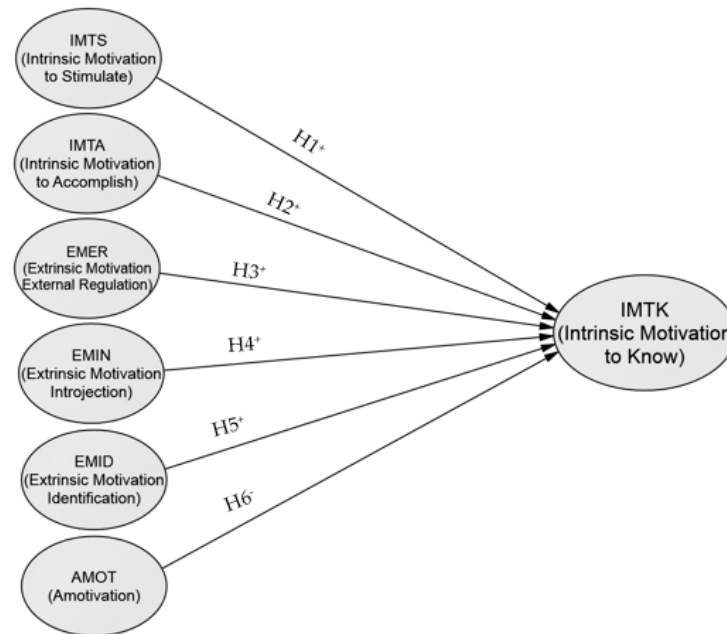 IMTS
(Intrinsic Motivation
to Stimulate)
H1⁺
IMTA
(Intrinsic Motivation
to Accomplish)
H2⁺
EMER
(Extrinsic Motivation
External Regulation)
H3⁺
IMTK
(Intrinsic Motivation
to Know)
EMIN
(Extrinsic Motivation
Introjection)
H4⁺
EMID
(Extrinsic Motivation
Identification)
H5⁺
H6⁻
AMOT
(Amotivation)